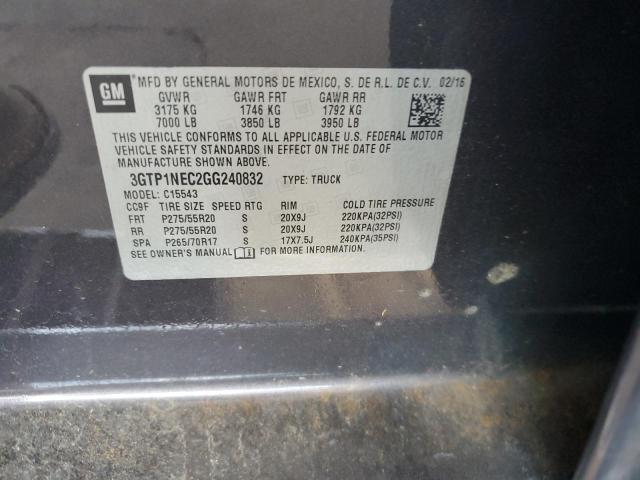 GM MFD BY GENERAL MOTORS DE MEXICO, S. DE R.L. DE C.V. 02/16
GVWR GAWR FRT GAWR RR
3175 KG 1746 KG 1792 KG
7000 LB 3850 LB 3950 LB
THIS VEHICLE CONFORMS TO ALL APPLICABLE U.S. FEDERAL MOTOR
VEHICLE SAFETY STANDARDS IN EFFECT ON THE DATE OF
MANUFACTURE SHOWN ABOVE.
3GTP1NEC2GG240832 TYPE: TRUCK
MODEL: C15543
CC9F TIRE SIZE SPEED RTG RIM COLD TIRE PRESSURE
FRT P275/55R20 S 20X9J 220KPA(32PSI)
RR P275/55R20 S 20X9J 220KPA(32PSI)
SPA P265/70R17 S 17X7.5J 240KPA(35PSI)
SEE OWNER'S MANUAL FOR MORE INFORMATION.